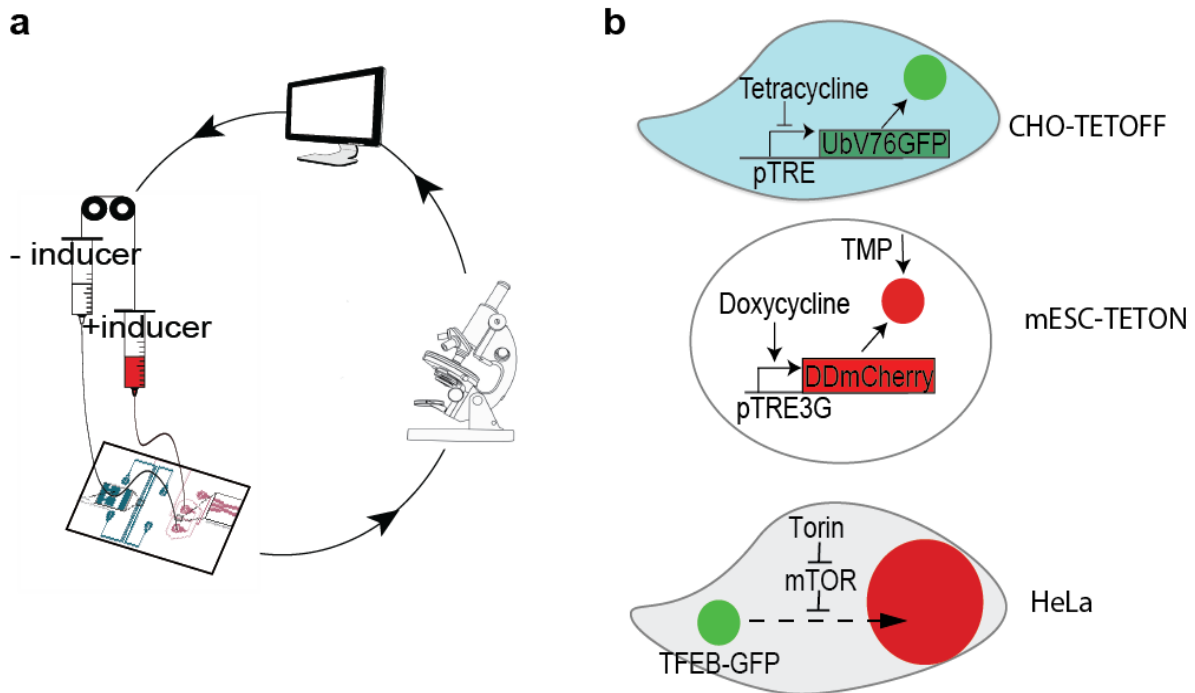 a
- inducer
+inducer
b
Tetracycline
UbV76GFP
pTRE
CHO-TETOFF
TMP
Doxycycline
DDmCherry
pTRE3G
mESC-TETON
Torin
mTOR
TFEB-GFP
HeLa